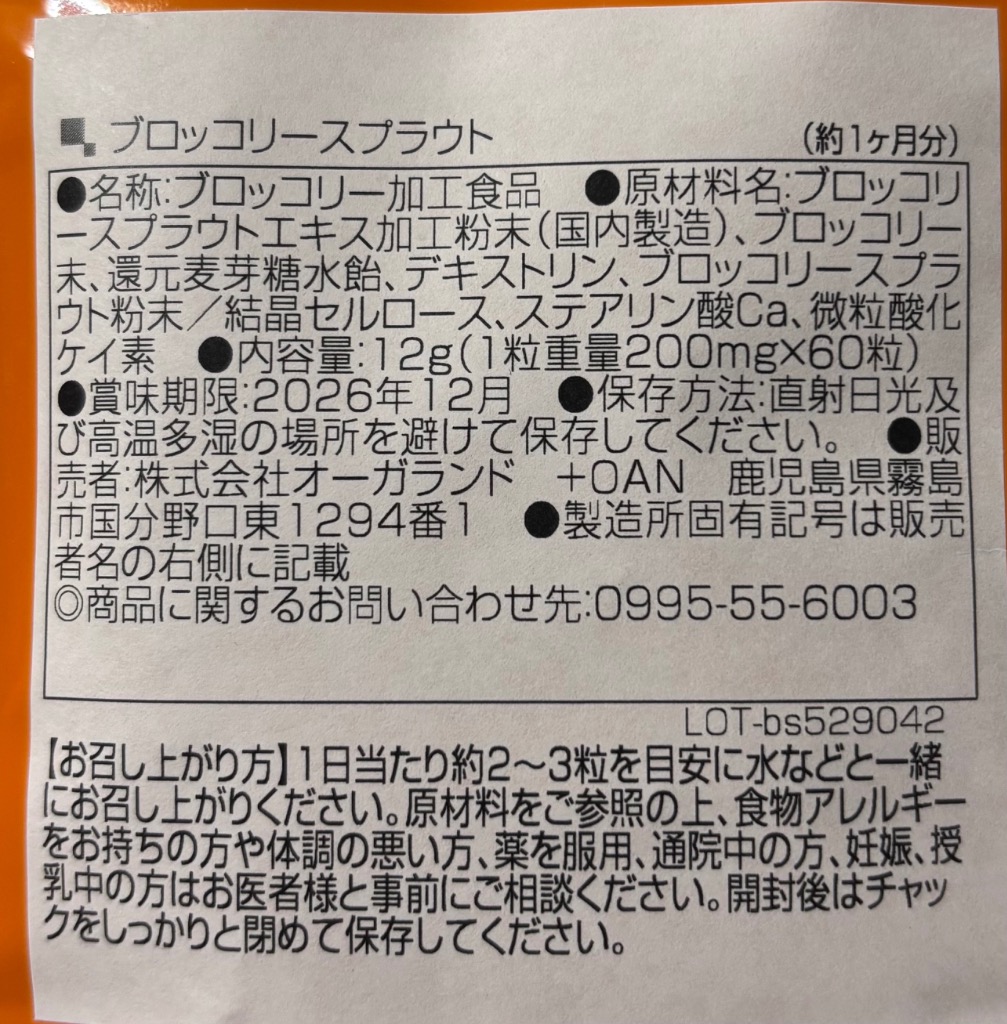 ブロッコリースプラウト (約1ヶ月分)
●名称:ブロッコリー加工食品 ●原材料名:ブロッコリ
ースプラウトエキス加工粉末(国内製造)、ブロッコリー
末、還元麦芽糖水飴、デキストリン、ブロッコリースプラ
ウト粉末/結晶セルロース、ステアリン酸Ca、微粒酸化
ケイ素 ●内容量:12g(1粒重量200mg×60粒)
●賞味期限:2026年12月 ●保存方法:直射日光及
び高温多湿の場所を避けて保存してください。 ●販
売者:株式会社オーガランド +OAN 鹿児島県霧島
市国分野口東1294番1 ●製造所固有記号は販売
者名の右側に記載
◎商品に関するお問い合わせ先:0995-55-6003
LOT-bs529042
【お召し上がり方】1日当たり約2〜3粒を目安に水などと一緒
にお召し上がりください。原材料をご参照の上、食物アレルギー
をお持ちの方や体調の悪い方、薬を服用、通院中の方、妊娠、授
乳中の方はお医者様と事前にご相談ください。開封後はチャッ
クをしっかりと閉めて保存してください。